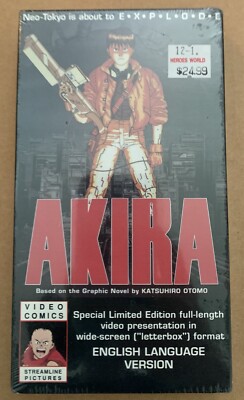 Neo-Tokyo is about to E•X•P•L•O•D•E
12-1.
HEROES WORLD
$24.99
AKIRA
Based on the Graphic Novel by KATSUHIRO OTOMO
VIDEO
COMICS
STREAMLINE
PICTURES
Special Limited Edition full-length
video presentation in
wide-screen ("letterbox") format
ENGLISH LANGUAGE
VERSION